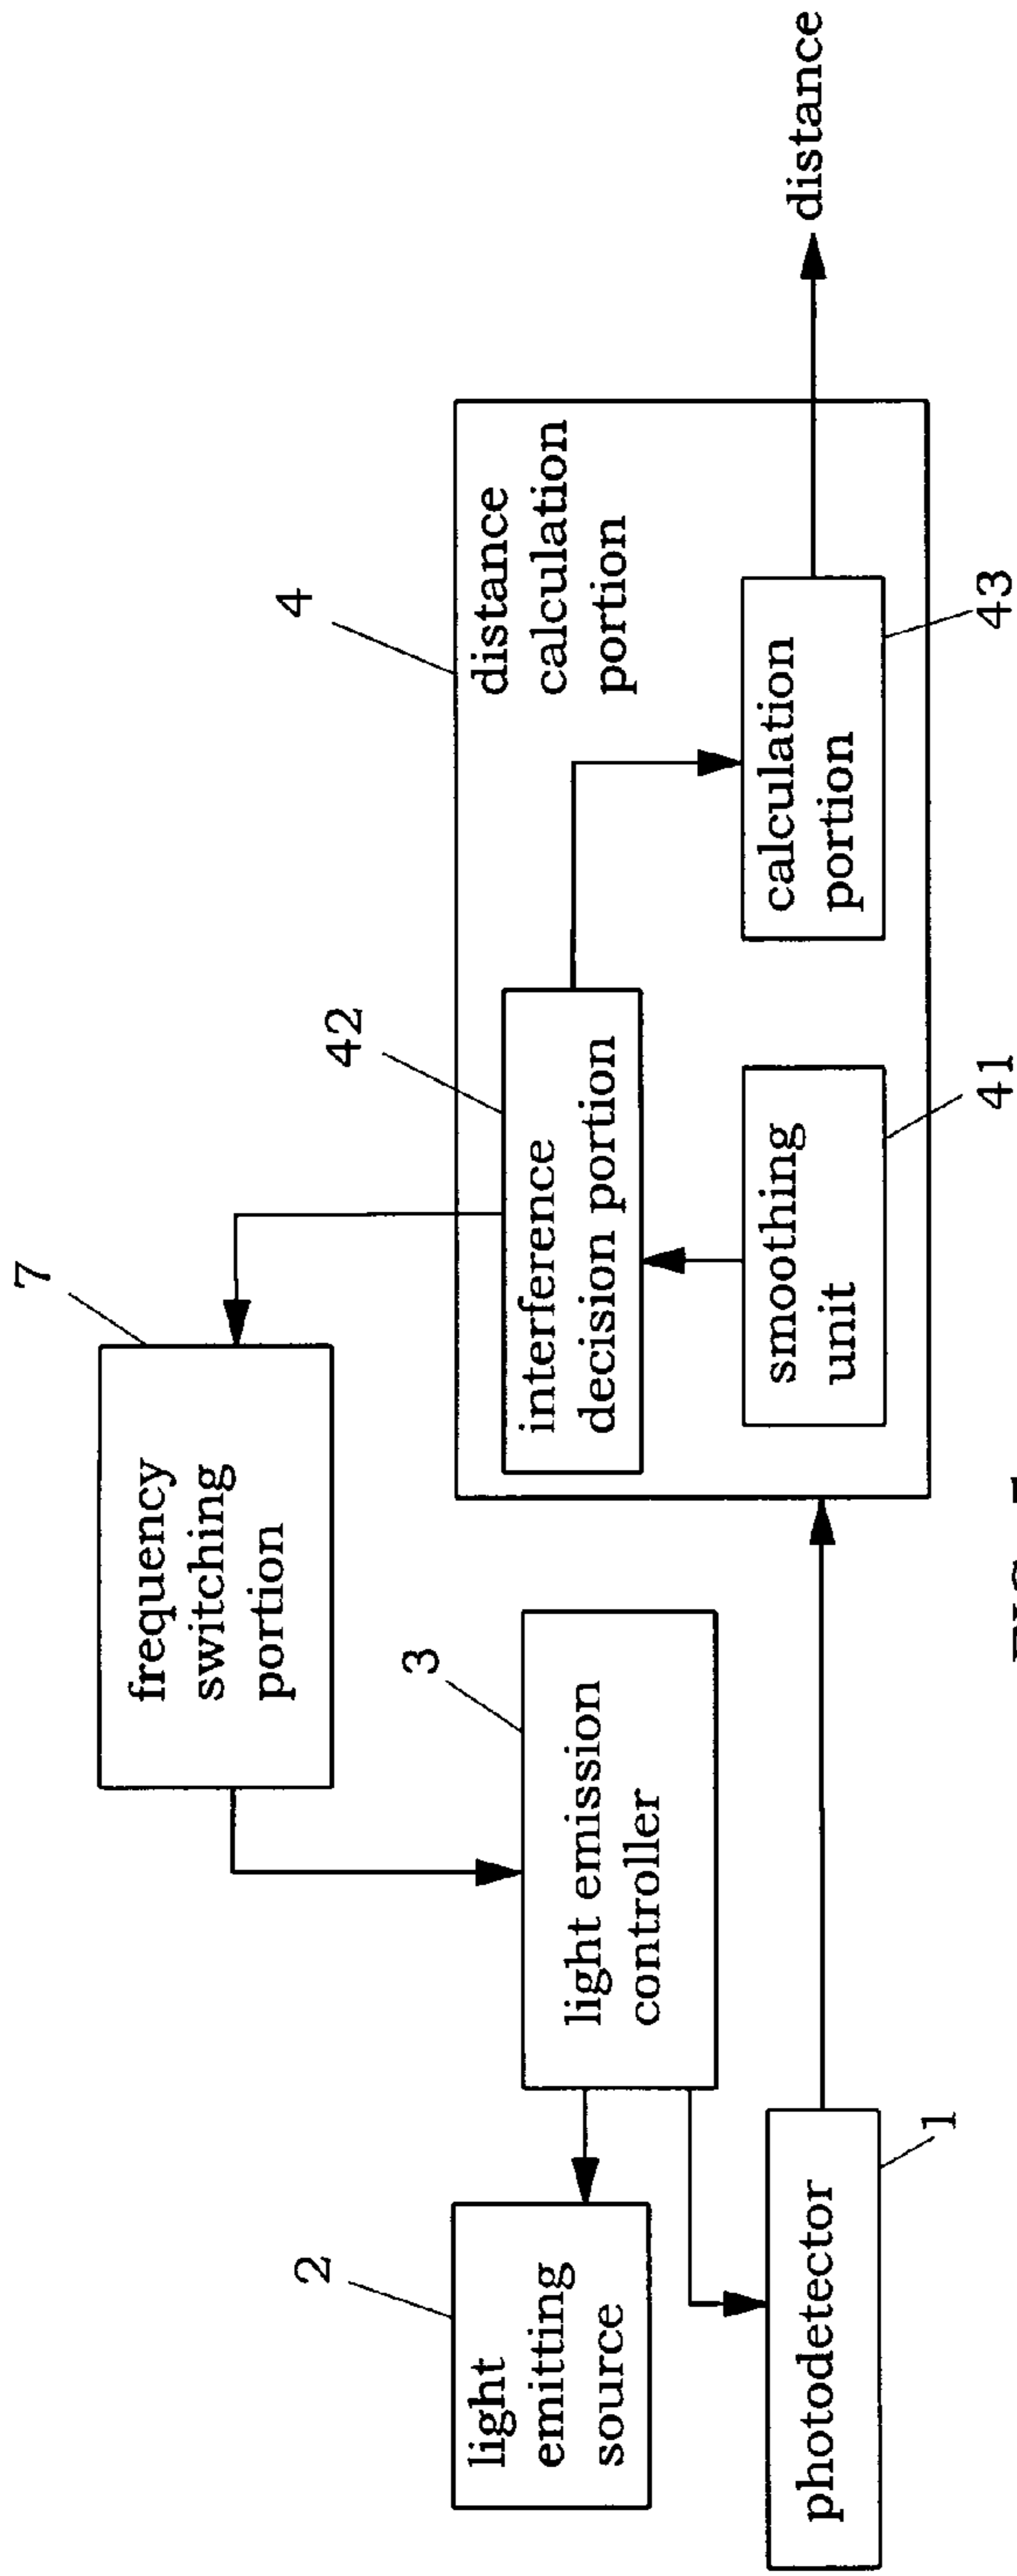 7
frequency
switching
portion
2
light
emitting
source
3
light emission
controller
42
interference
decision portion
4
distance
calculation
portion
smoothing
unit
41
calculation
portion
43
distance
photodetector
1